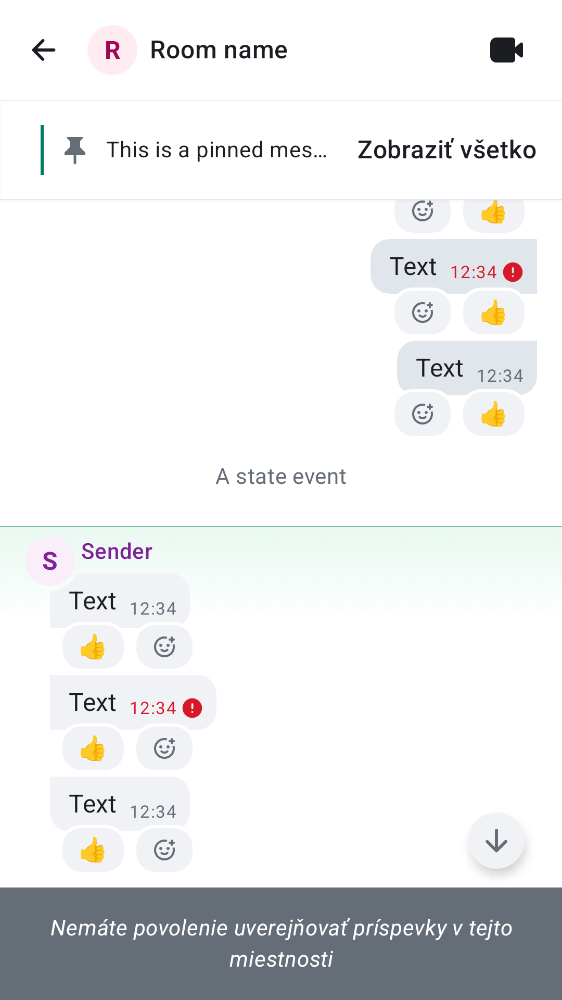 R Room name
This is a pinned mes… Zobraziť všetko
Text 12:34
Text 12:34
A state event
S Sender
Text 12:34
Text 12:34
Text 12:34
Nemáte povolenie uverejňovať príspevky v tejto
miestnosti